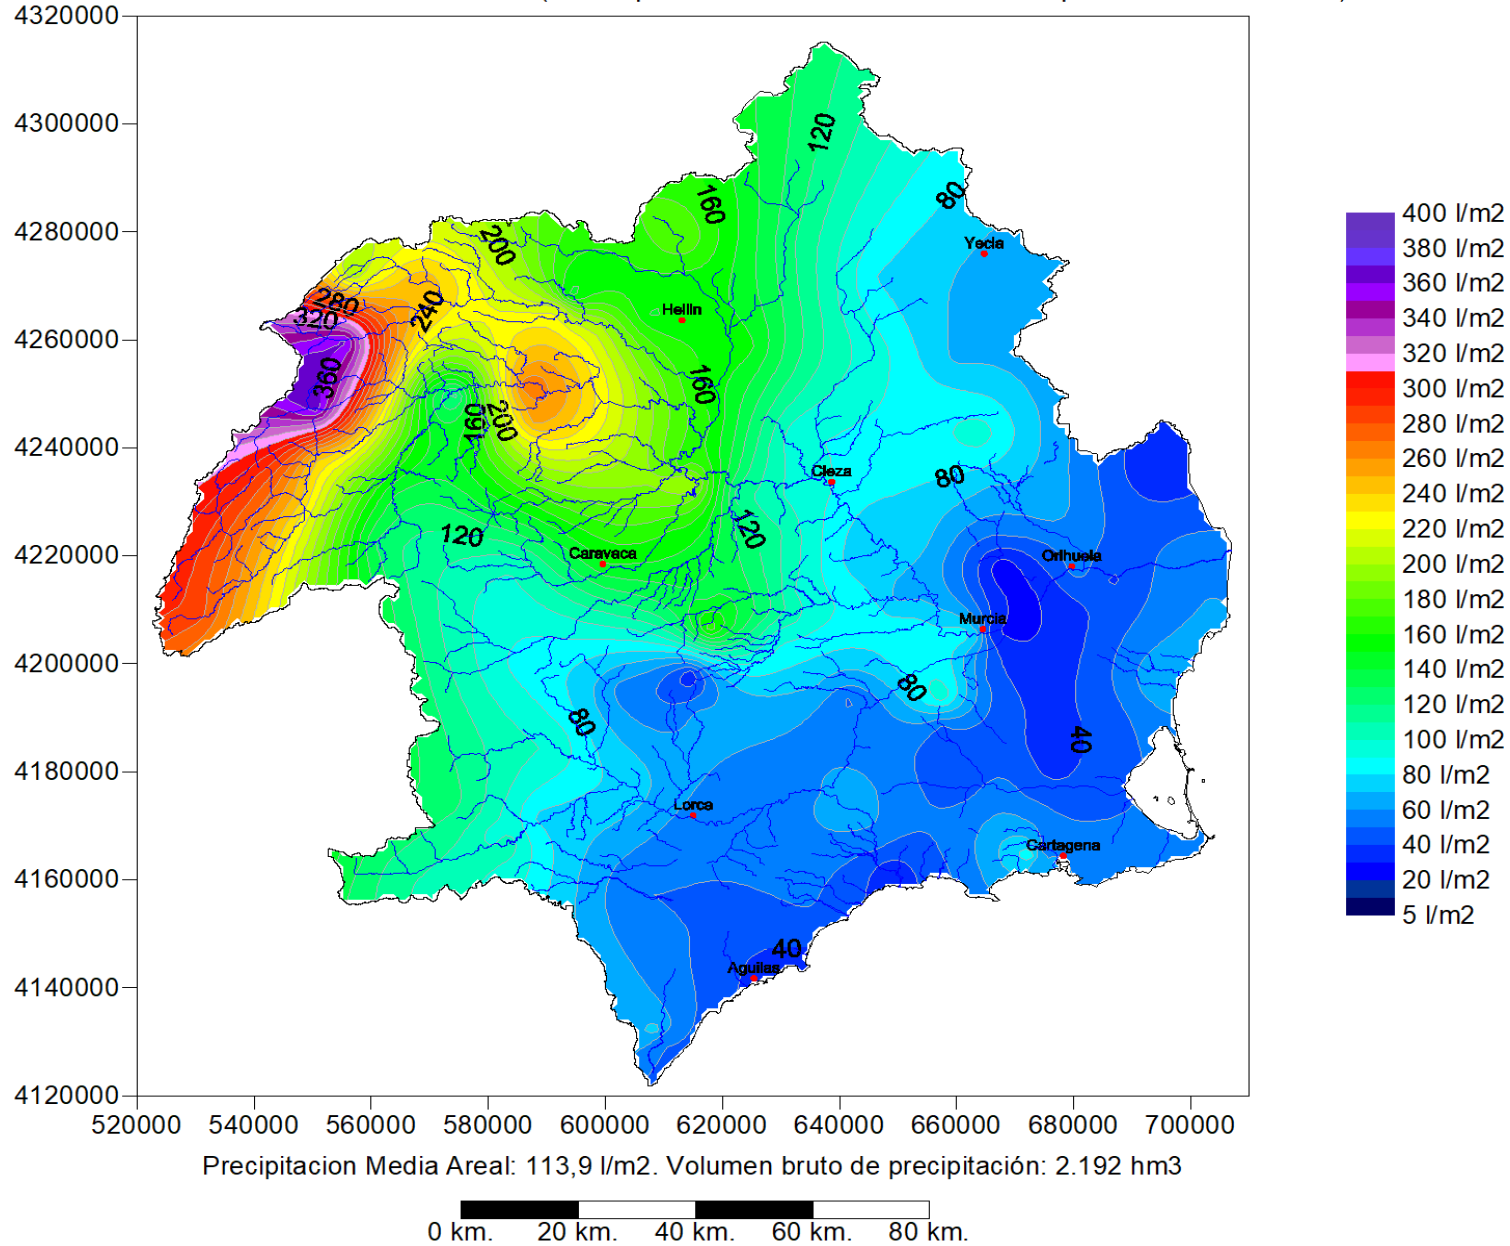 4320000
4300000
4280000
4260000
4240000
4220000
4200000
4180000
4160000
4140000
4120000
520000 540000 560000 580000 600000 620000 640000 660000 680000 700000
120
80
160
200
Yecla
280
320
240
Hellin
360
160
160
200
Cieza
80
120
120
Caravaca
Orihuela
Murcia
80
80
40
Lorca
Cartagena
40
Aguilas
400 l/m2
380 l/m2
360 l/m2
340 l/m2
320 l/m2
300 l/m2
280 l/m2
260 l/m2
240 l/m2
220 l/m2
200 l/m2
180 l/m2
160 l/m2
140 l/m2
120 l/m2
100 l/m2
80 l/m2
60 l/m2
40 l/m2
20 l/m2
5 l/m2
Precipitacion Media Areal: 113,9 l/m2. Volumen bruto de precipitación: 2.192 hm3
0 km. 20 km. 40 km. 60 km. 80 km.